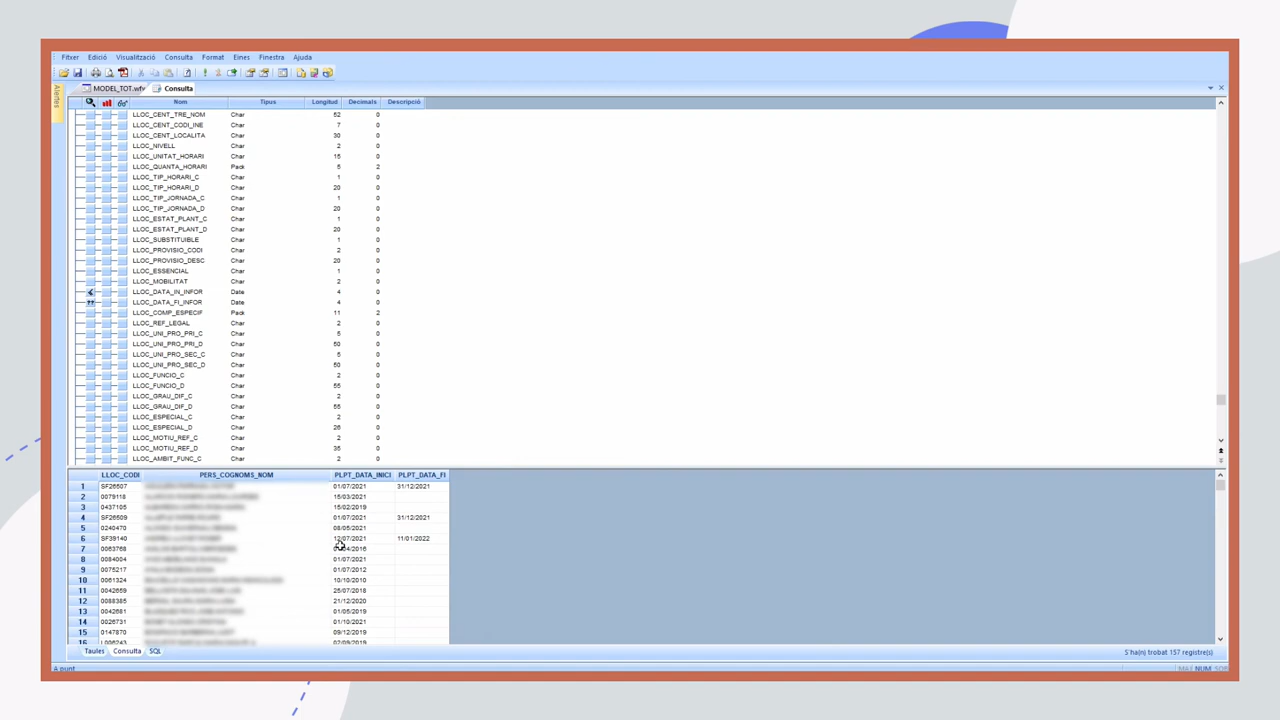 Fitxer Edició Visualització Consulta Format Eines Finestra Ajuda
Alertes
MODEL_TOT.wfv Consulta
Nom Tipus Longitud Decimals Descripció
LLOC_CENT_TRE_NOM Char 52 0
LLOC_CENT_CODI_INE Char 7 0
LLOC_CENT_LOCALITA Char 30 0
LLOC_NIVELL Char 2 0
LLOC_UNITAT_HORARI Char 15 0
LLOC_QUANTA_HORARI Pack 5 2
LLOC_TIP_HORARI_C Char 1 0
LLOC_TIP_HORARI_D Char 20 0
LLOC_TIP_JORNADA_C Char 1 0
LLOC_TIP_JORNADA_D Char 20 0
LLOC_ESTAT_PLANT_C Char 1 0
LLOC_ESTAT_PLANT_D Char 20 0
LLOC_SUBSTITUIBLE Char 1 0
LLOC_PROVISIO_CODI Char 2 0
LLOC_PROVISIO_DESC Char 20 0
LLOC_ESSENCIAL Char 1 0
LLOC_MOBILITAT Char 2 0
LLOC_DATA_IN_INFOR Date 4 0
LLOC_DATA_FI_INFOR Date 4 0
LLOC_COMP_ESPECIF Pack 11 2
LLOC_REF_LEGAL Char 2 0
LLOC_UNI_PRO_PRI_C Char 5 0
LLOC_UNI_PRO_PRI_D Char 50 0
LLOC_UNI_PRO_SEC_C Char 5 0
LLOC_UNI_PRO_SEC_D Char 50 0
LLOC_FUNCIO_C Char 2 0
LLOC_FUNCIO_D Char 55 0
LLOC_GRAU_DIF_C Char 2 0
LLOC_GRAU_DIF_D Char 55 0
LLOC_ESPECIAL_C Char 2 0
LLOC_ESPECIAL_D Char 26 0
LLOC_MOTIU_REF_C Char 2 0
LLOC_MOTIU_REF_D Char 35 0
LLOC_AMBIT_FUNC_C Char 2 0
LLOC_CODI PERS_COGNOMS_NOM PLPT_DATA_INICI PLPT_DATA_FI
1 SF26507 01/07/2021 31/12/2021
2 0079118 15/03/2021
3 0437105 15/02/2019
4 SF26509 01/07/2021 31/12/2021
5 0240470 08/05/2021
6 SF39140 12/07/2021 11/01/2022
7 0063768
8 0084004 01/07/2021
9 0075217 01/07/2012
10 0061324 10/10/2010
11 0042659 25/07/2018
12 0088385 21/12/2020
13 0042681 01/05/2019
14 0026731 01/10/2021
15 0147870 09/12/2019
16 L006243 02/09/2019
Taules Consulta SQL
S'ha(n) trobat 157 registre(s)
A punt NUM